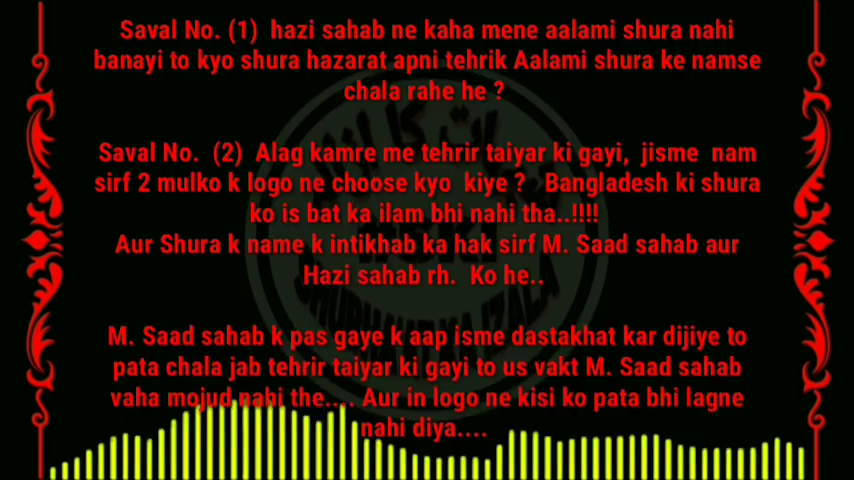 Saval No. (1) hazi sahab ne kaha mene aalami shura nahi
banayi to kyo shura hazarat apni tehrik Aalami shura ke namse
chala rahe he ?
Saval No. (2) Alag kamre me tehrir taiyar ki gayi, jisme nam
sirf 2 mulko k logo ne choose kyo kiye ? Bangladesh ki shura
ko is bat ka ilam bhi nahi tha..!!!!
Aur Shura k name k intikhab ka hak sirf M. Saad sahab aur
Hazi sahab rh. Ko he..
M. Saad sahab k pas gaye k aap isme dastakhat kar dijiye to
pata chala jab tehrir taiyar ki gayi to us vakt M. Saad sahab
vaha mojud nahi the.... Aur in logo ne kisi ko pata bhi lagne
nahi diya....